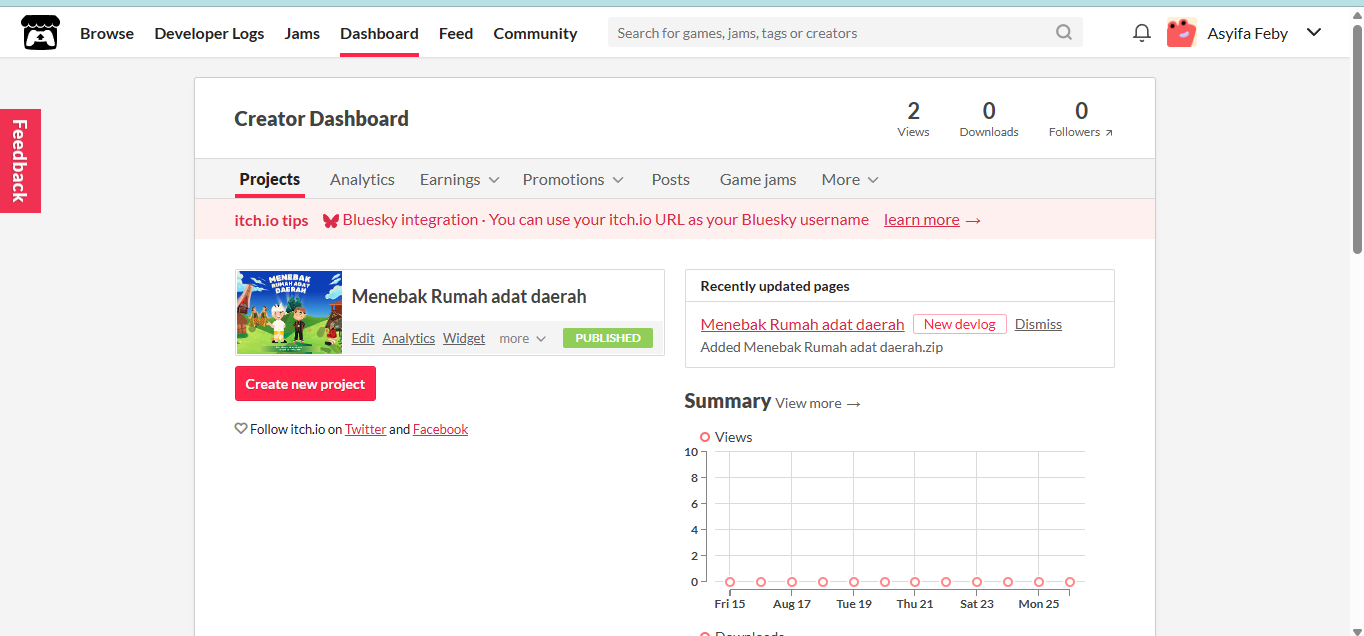 Browse Developer Logs Jams Dashboard Feed Community Search for games, jams, tags or creators Asyifa Feby
Feedback
Creator Dashboard
2 0 0
Views Downloads Followers ↗
Projects Analytics Earnings Promotions Posts Game jams More
itch.io tips Bluesky integration · You can use your itch.io URL as your Bluesky username learn more →
MENEBAK
RUMAH ADAT
DAERAH
Menebak Rumah adat daerah
Edit Analytics Widget more PUBLISHED
Create new project
Follow itch.io on Twitter and Facebook
Recently updated pages
Menebak Rumah adat daerah New devlog Dismiss
Added Menebak Rumah adat daerah.zip
Summary View more →
Views
10
8
6
4
2
0
Fri 15 Aug 17 Tue 19 Thu 21 Sat 23 Mon 25
Downloads